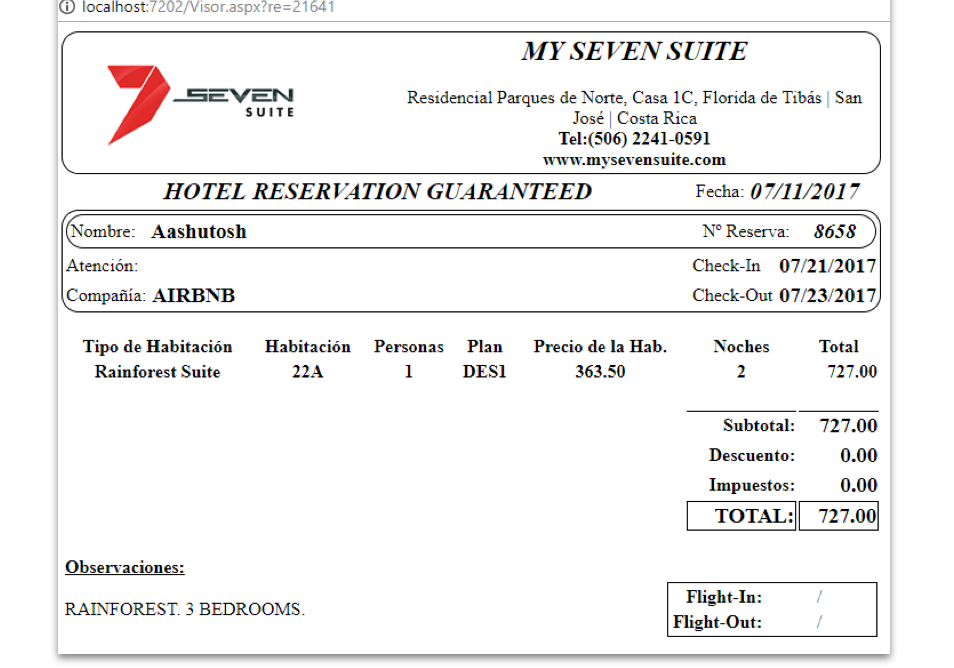 localhost:7202/Visor.aspx?re=21641
MY SEVEN SUITE
SEVEN
SUITE
Residencial Parques de Norte, Casa 1C, Florida de Tibás | San
José | Costa Rica
Tel:(506) 2241-0591
www.mysevensuite.com
HOTEL RESERVATION GUARANTEED Fecha: 07/11/2017
Nombre: Aashutosh Nº Reserva: 8658
Atención: Check-In 07/21/2017
Compañía: AIRBNB Check-Out 07/23/2017
Tipo de Habitación Habitación Personas Plan Precio de la Hab. Noches Total
Rainforest Suite 22A 1 DES1 363.50 2 727.00
Subtotal: 727.00
Descuento: 0.00
Impuestos: 0.00
TOTAL: 727.00
Observaciones:
RAINFOREST. 3 BEDROOMS.
Flight-In: /
Flight-Out: /